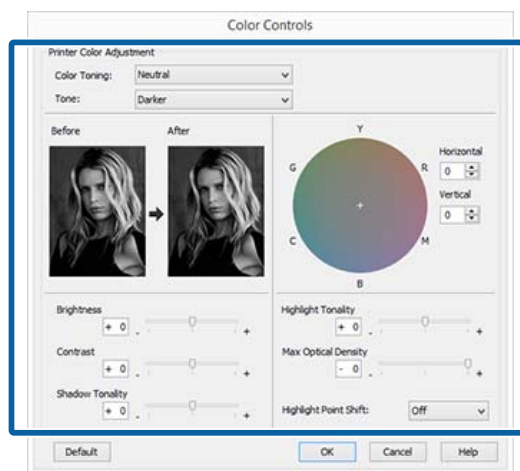 Color Controls
Printer Color Adjustment
Color Toning: Neutral
Tone: Darker
Before After
Y
G R
C M
B
Horizontal
0
Vertical
0
Brightness
+ 0 - +
Contrast
+ 0 - +
Shadow Tonality
+ 0 - +
Highlight Tonality
+ 0 - +
Max Optical Density
- 0 - +
Highlight Point Shift: Off
Default OK Cancel Help